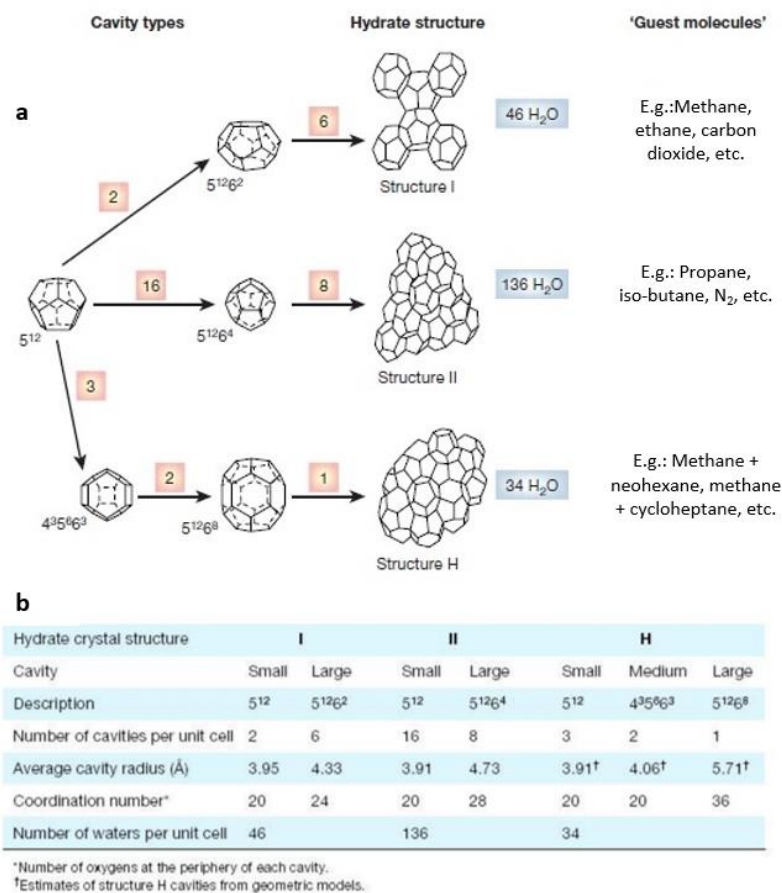 Cavity types Hydrate structure ‘Guest molecules’
a
6
46 H₂O
E.g.:Methane,
ethane, carbon
dioxide, etc.
5¹²6²
Structure I
2
16
8
136 H₂O
E.g.: Propane,
iso-butane, N₂, etc.
5¹²
5¹²6⁴
Structure II
3
2
1
34 H₂O
E.g.: Methane +
neohexane, methane
+ cycloheptane, etc.
4³5⁶6³
5¹²6⁸
Structure H
b
Hydrate crystal structure I II H
Cavity Small Large Small Large Small Medium Large
Description 5¹² 5¹²6² 5¹² 5¹²6⁴ 5¹² 4³5⁶6³ 5¹²6⁸
Number of cavities per unit cell 2 6 16 8 3 2 1
Average cavity radius (Å) 3.95 4.33 3.91 4.73 3.91† 4.06† 5.71†
Coordination number* 20 24 20 28 20 20 36
Number of waters per unit cell 46 136 34
*Number of oxygens at the periphery of each cavity.
†Estimates of structure H cavities from geometric models.